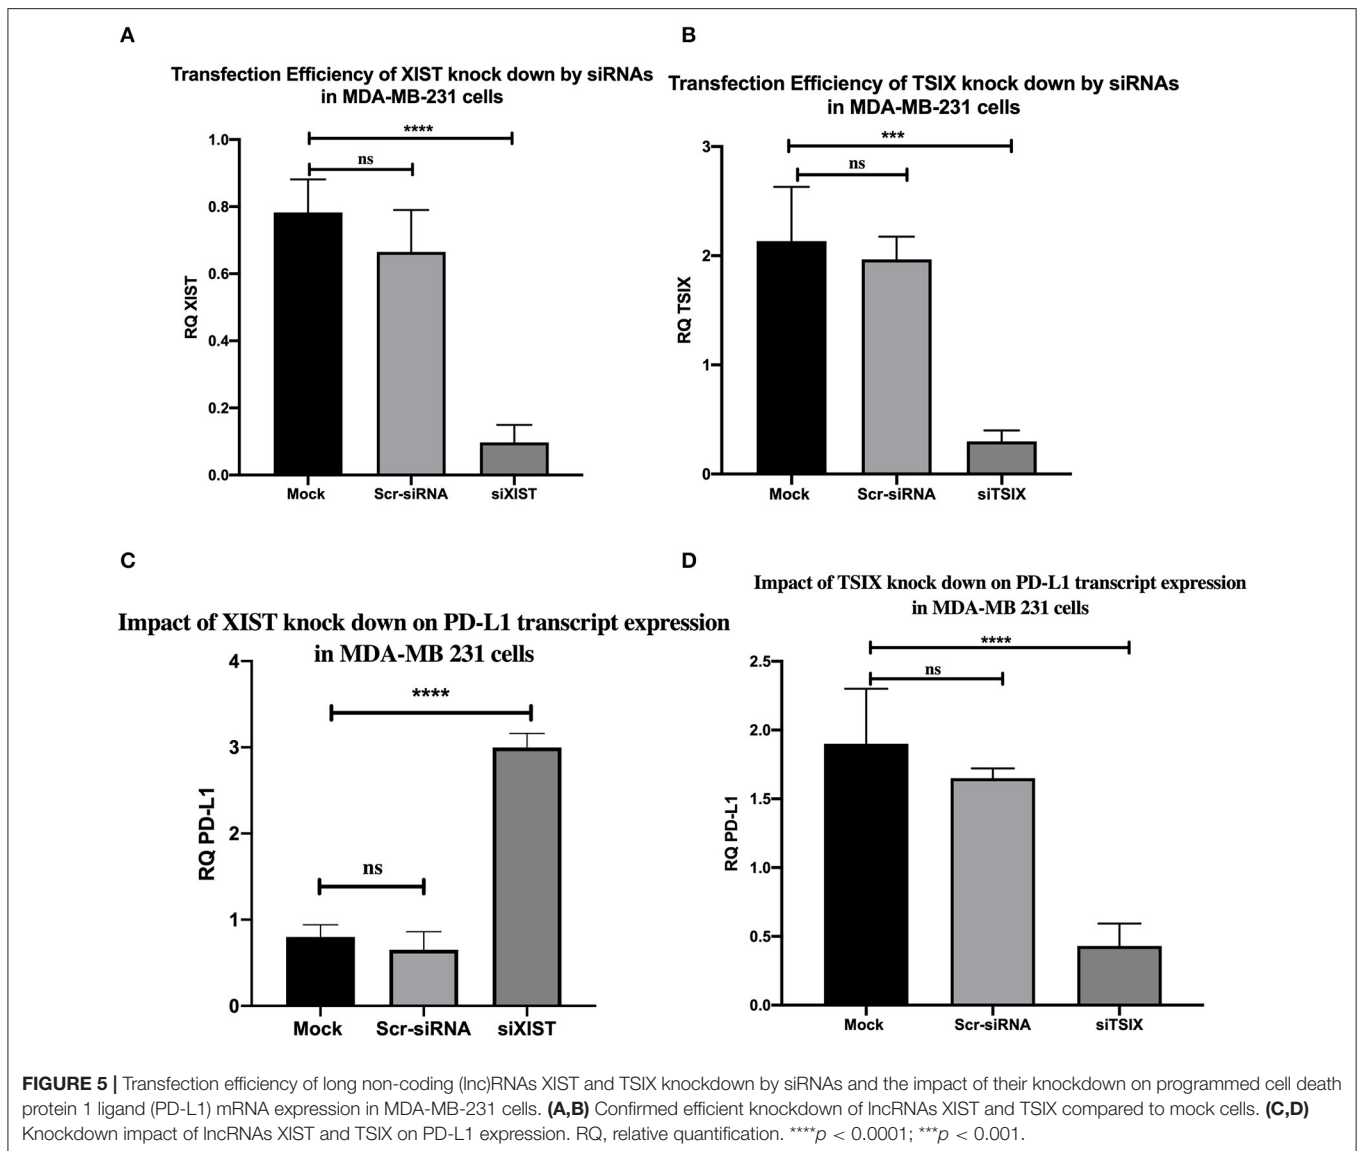 A
Transfection Efficiency of XIST knock down by siRNAs
in MDA-MB-231 cells
****
ns
1.0
0.8
0.6
0.4
0.2
0.0
RQ XIST
Mock
Scr-siRNA
siXIST
B
Transfection Efficiency of TSIX knock down by siRNAs
in MDA-MB-231 cells
***
ns
3
2
1
0
RQ TSIX
Mock
Scr-siRNA
siTSIX
C
Impact of XIST knock down on PD-L1 transcript expression
in MDA-MB 231 cells
****
ns
4
3
2
1
0
RQ PD-L1
Mock
Scr-siRNA
siXIST
D
Impact of TSIX knock down on PD-L1 transcript expression
in MDA-MB 231 cells
****
ns
2.5
2.0
1.5
1.0
0.5
0.0
RQ PD-L1
Mock
Scr-siRNA
siTSIX
FIGURE 5 | Transfection efficiency of long non-coding (lnc)RNAs XIST and TSIX knockdown by siRNAs and the impact of their knockdown on programmed cell death
protein 1 ligand (PD-L1) mRNA expression in MDA-MB-231 cells. (A,B) Confirmed efficient knockdown of lncRNAs XIST and TSIX compared to mock cells. (C,D)
Knockdown impact of lncRNAs XIST and TSIX on PD-L1 expression. RQ, relative quantification. ****p < 0.0001; ***p < 0.001.